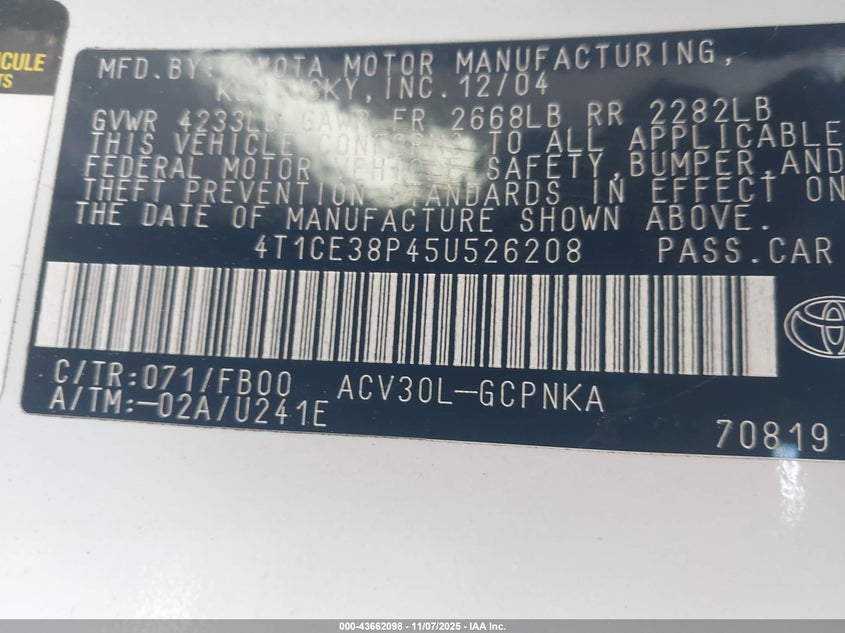 ICULE
TS
MFD.BY:TOYOTA MOTOR MANUFACTURING,
KENTUCKY,INC.12/04
GVWR 4233LB GAWR FR 2668LB RR 2282LB
THIS VEHICLE CONFORMS TO ALL APPLICABLE
FEDERAL MOTOR VEHICLE SAFETY,BUMPER,AND
THEFT PREVENTION STANDARDS IN EFFECT ON
THE DATE OF MANUFACTURE SHOWN ABOVE.
4T1CE38P45U526208 PASS.CAR
C/TR:071/FB00 ACV30L-GCPNKA
A/TM:-02A/U241E
70819
000-43662098 - 11/07/2025 - IAA Inc.